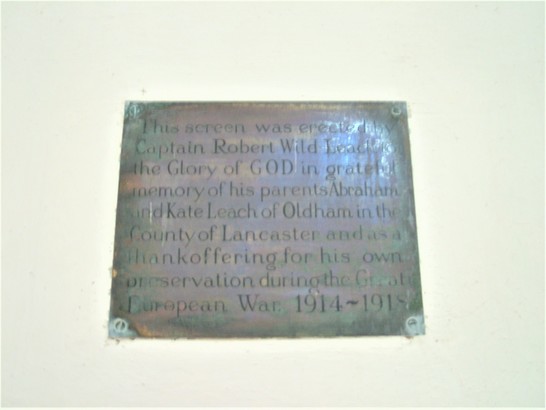 This screen was erected by
Captain Robert Wild Leach to
the Glory of GOD in grateful
memory of his parents Abraham
and Kate Leach of Oldham in the
County of Lancaster and as a
thankoffering for his own
preservation during the Great
European War 1914~1918